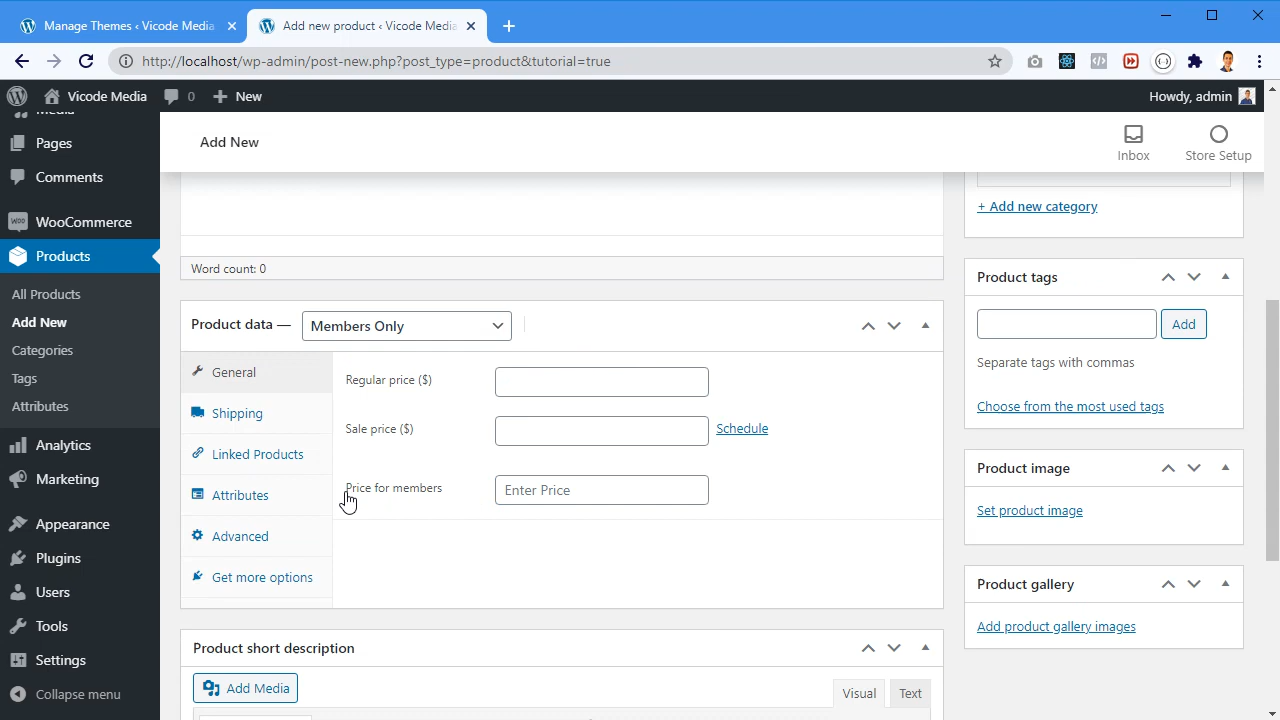 Manage Themes ‹ Vicode Media
Add new product ‹ Vicode Media
http://localhost/wp-admin/post-new.php?post_type=product&tutorial=true
Vicode Media
0
New
Howdy, admin
Media
Pages
Comments
WooCommerce
Products
All Products
Add New
Categories
Tags
Attributes
Analytics
Marketing
Appearance
Plugins
Users
Tools
Settings
Collapse menu
Add New
Inbox
Store Setup
Word count: 0
Product data —
Members Only
General
Shipping
Linked Products
Attributes
Advanced
Get more options
Regular price ($)
Sale price ($)
Schedule
Price for members
Enter Price
Product short description
Add Media
Visual
Text
+ Add new category
Product tags
Add
Separate tags with commas
Choose from the most used tags
Product image
Set product image
Product gallery
Add product gallery images